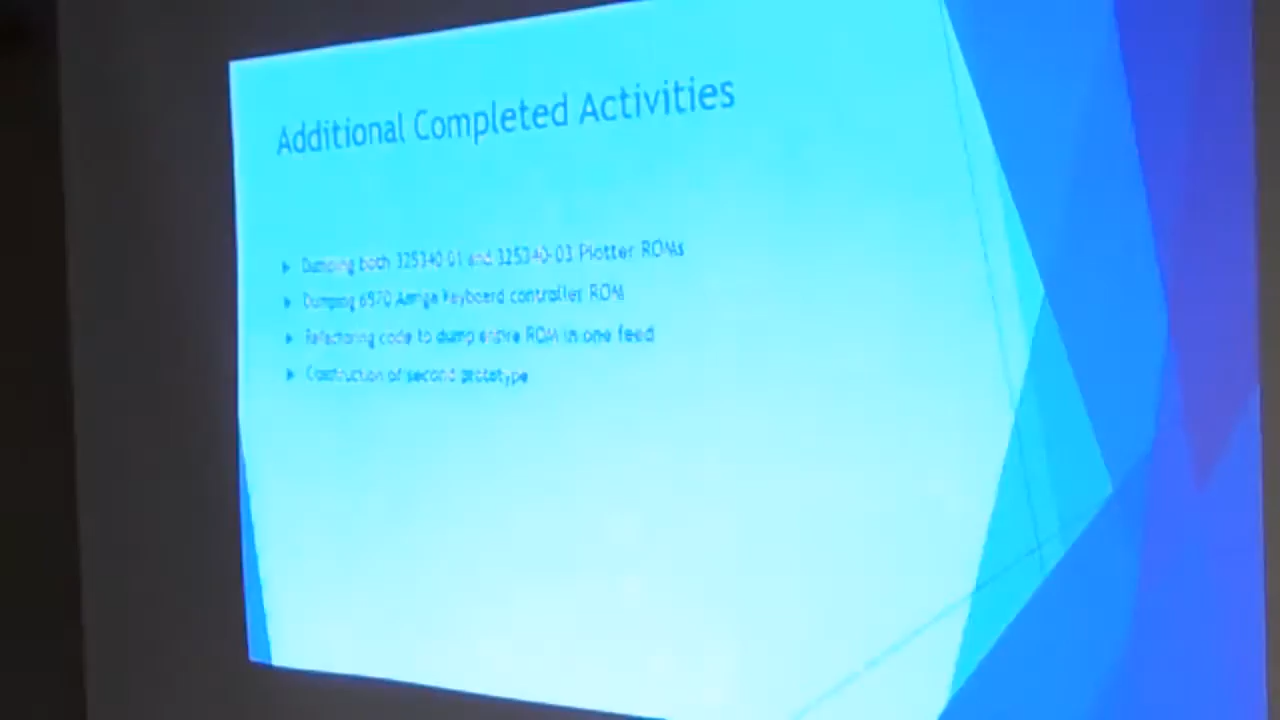 Additional Completed Activities
Dumping both 325340-01 and 325340-03 Plotter ROMs
Dumping 6570 Amiga Keyboard controller ROM
Refactoring code to dump entire ROM in one feed
Construction of second prototype